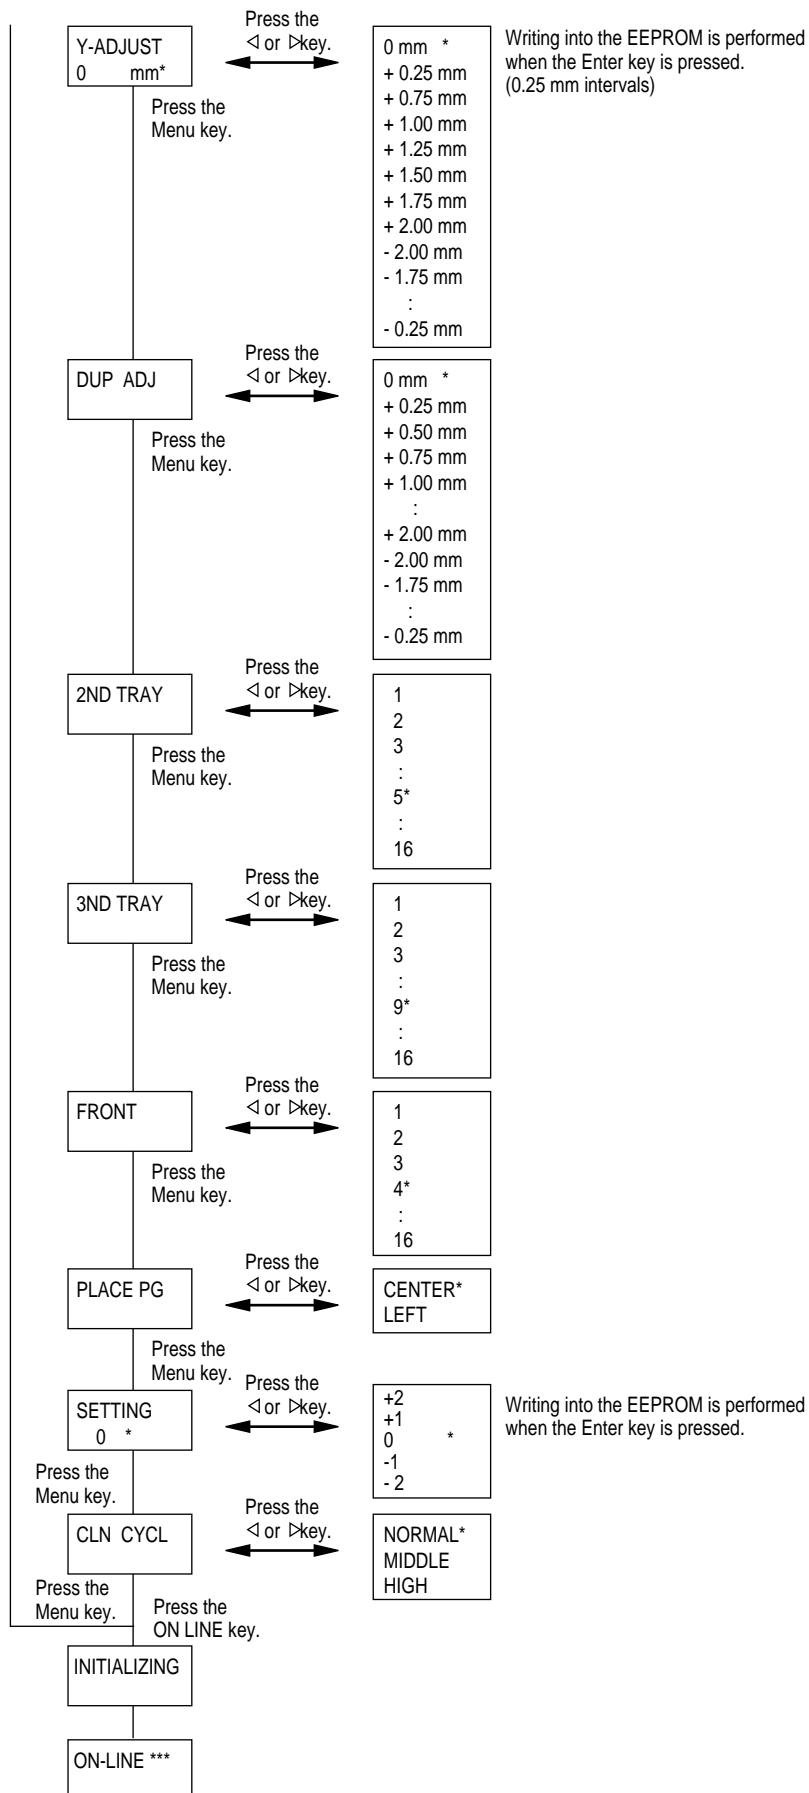 Press the
◁ or ▷key.
Y-ADJUST
0 mm*
0 mm *
+ 0.25 mm
+ 0.75 mm
+ 1.00 mm
+ 1.25 mm
+ 1.50 mm
+ 1.75 mm
+ 2.00 mm
- 2.00 mm
- 1.75 mm
:
- 0.25 mm
Writing into the EEPROM is performed
when the Enter key is pressed.
(0.25 mm intervals)
Press the
Menu key.
Press the
◁ or ▷key.
DUP ADJ
0 mm *
+ 0.25 mm
+ 0.50 mm
+ 0.75 mm
+ 1.00 mm
:
+ 2.00 mm
- 2.00 mm
- 1.75 mm
:
- 0.25 mm
Press the
Menu key.
Press the
◁ or ▷key.
2ND TRAY
1
2
3
:
5*
:
16
Press the
Menu key.
Press the
◁ or ▷key.
3ND TRAY
1
2
3
:
9*
:
16
Press the
Menu key.
Press the
◁ or ▷key.
FRONT
1
2
3
4*
:
16
Press the
Menu key.
Press the
◁ or ▷key.
PLACE PG
CENTER*
LEFT
Press the
Menu key.
Press the
◁ or ▷key.
SETTING
0 *
+2
+1
0 *
-1
- 2
Writing into the EEPROM is performed
when the Enter key is pressed.
Press the
Menu key.
Press the
◁ or ▷key.
CLN CYCL
NORMAL*
MIDDLE
HIGH
Press the
Menu key.
Press the
ON LINE key.
INITIALIZING
ON-LINE ***